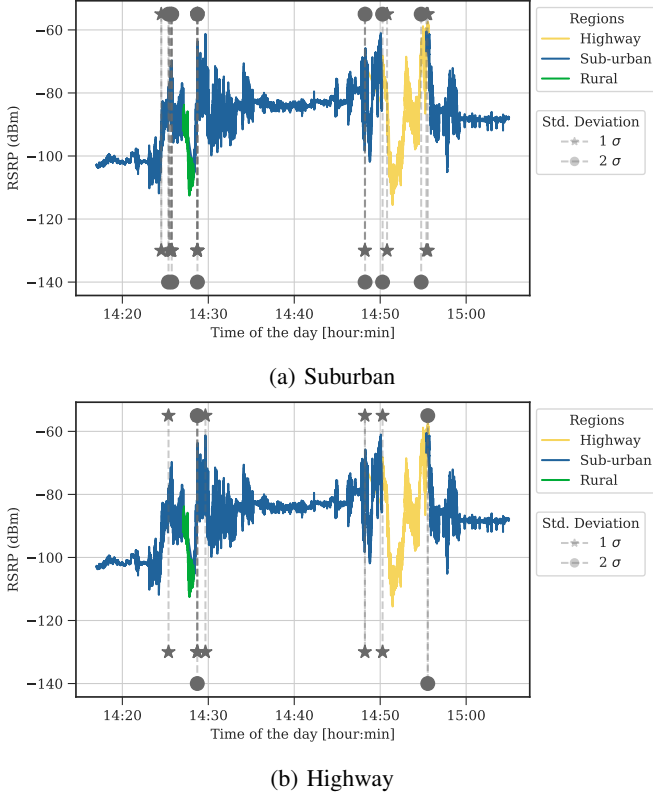 −60
−80
−100
−120
−140
RSRP (dBm)
14:20
14:30
14:40
14:50
15:00
Time of the day [hour:min]
Regions
Highway
Sub-urban
Rural
Std. Deviation
1 σ
2 σ
(a) Suburban
−60
−80
−100
−120
−140
RSRP (dBm)
14:20
14:30
14:40
14:50
15:00
Time of the day [hour:min]
Regions
Highway
Sub-urban
Rural
Std. Deviation
1 σ
2 σ
(b) Highway